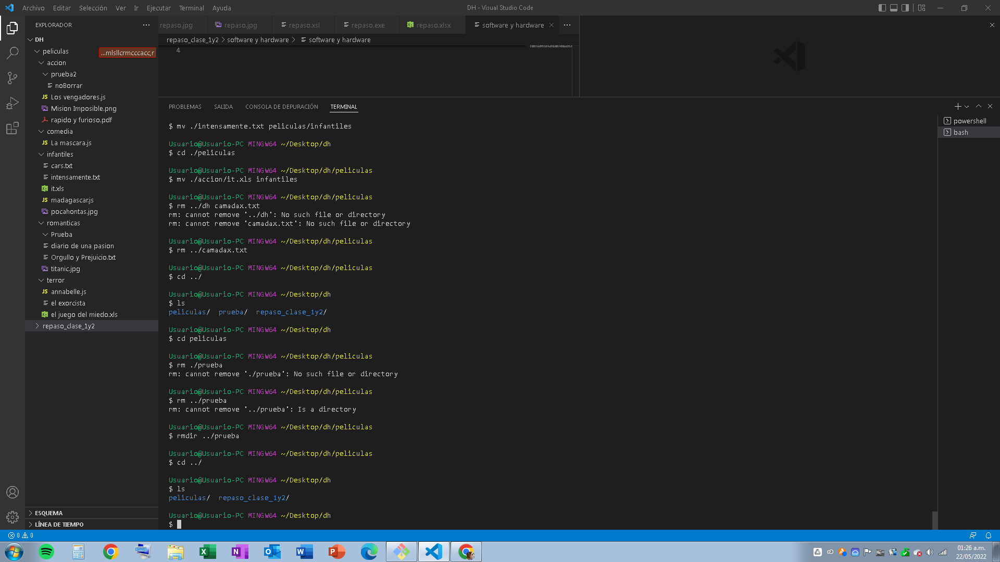 Archivo Editar Selección Ver Ir Ejecutar Terminal Ayuda
DH - Visual Studio Code
EXPLORADOR
DH
peliculas
...mlsllcrmcccacc,r
accion
prueba2
noBorrar
Los vengadores.js
Mision Imposible.png
rapido y furioso.pdf
comedia
La mascara.js
infantiles
cars.txt
intensamente.txt
it.xls
madagascar.js
pocahontas.jpg
romanticas
Prueba
diario de una pasion
Orgullo y Prejuicio.txt
titanic.jpg
terror
annabelle.js
el exorcista
el juego del miedo.xls
repaso_clase_1y2
ESQUEMA
LÍNEA DE TIEMPO
repaso.jpg repaso.jpg repaso.xsl repaso.exe repaso.xlsx software y hardware
repaso_clase_1y2 > software y hardware > software y hardware
4
PROBLEMAS SALIDA CONSOLA DE DEPURACIÓN TERMINAL
powershell
bash
$ mv ./intensamente.txt peliculas/infantiles
Usuario@Usuario-PC MINGW64 ~/Desktop/dh
$ cd ./peliculas
Usuario@Usuario-PC MINGW64 ~/Desktop/dh/peliculas
$ mv ./accion/it.xls infantiles
Usuario@Usuario-PC MINGW64 ~/Desktop/dh/peliculas
$ rm ../dh camadax.txt
rm: cannot remove '../dh': No such file or directory
rm: cannot remove 'camadax.txt': No such file or directory
Usuario@Usuario-PC MINGW64 ~/Desktop/dh/peliculas
$ rm ../camadax.txt
Usuario@Usuario-PC MINGW64 ~/Desktop/dh/peliculas
$ cd ../
Usuario@Usuario-PC MINGW64 ~/Desktop/dh
$ ls
peliculas/ prueba/ repaso_clase_1y2/
Usuario@Usuario-PC MINGW64 ~/Desktop/dh
$ cd peliculas
Usuario@Usuario-PC MINGW64 ~/Desktop/dh/peliculas
$ rm ./prueba
rm: cannot remove './prueba': No such file or directory
Usuario@Usuario-PC MINGW64 ~/Desktop/dh/peliculas
$ rm ../prueba
rm: cannot remove '../prueba': Is a directory
Usuario@Usuario-PC MINGW64 ~/Desktop/dh/peliculas
$ rmdir ../prueba
Usuario@Usuario-PC MINGW64 ~/Desktop/dh/peliculas
$ cd ../
Usuario@Usuario-PC MINGW64 ~/Desktop/dh
$ ls
peliculas/ repaso_clase_1y2/
Usuario@Usuario-PC MINGW64 ~/Desktop/dh
$
0 0
01:26 a.m.
22/05/2022